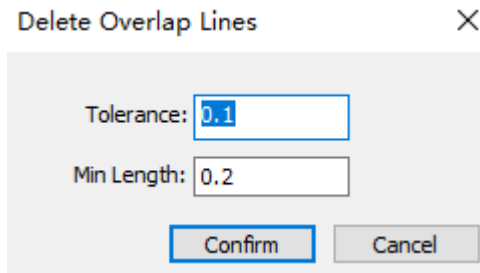 Delete Overlap Lines
Tolerance: 0.1
Min Length: 0.2
Confirm Cancel